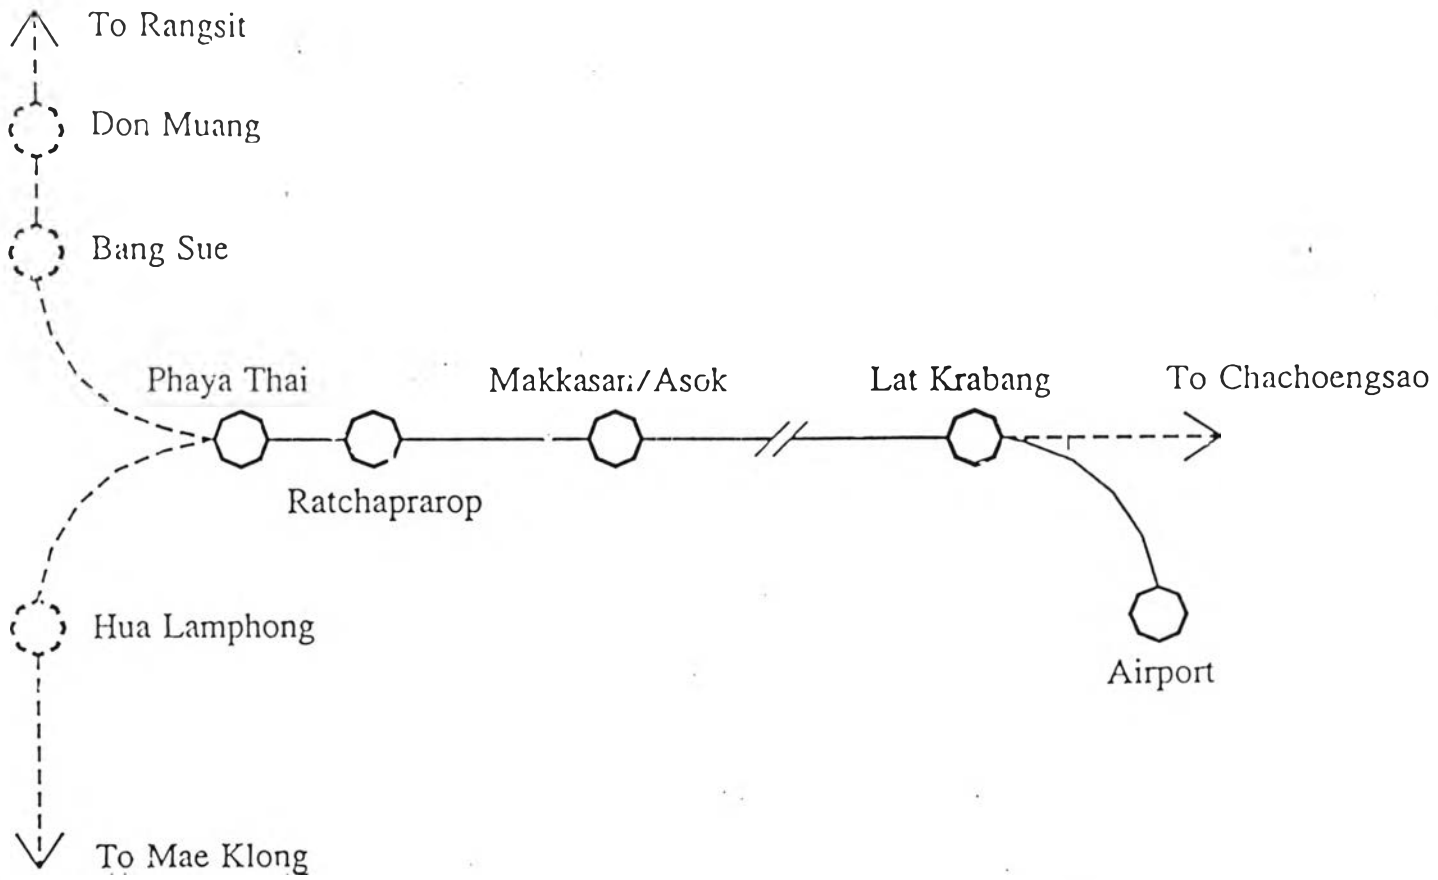 To Rangsit
Don Muang
Bang Sue
Phaya Thai
Makkasan/Asok
Lat Krabang
To Chachoengsao
Ratchaprarop
Hua Lamphong
Airport
To Mae Klong